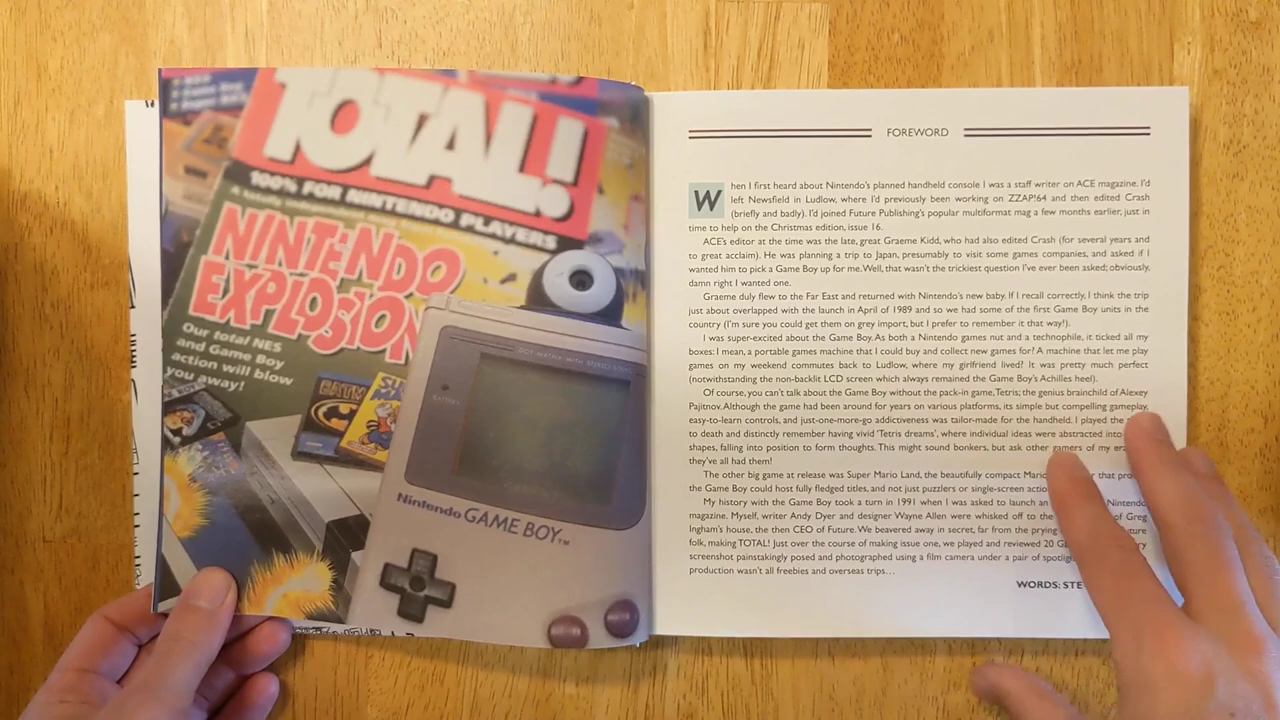 TOTAL!
100% FOR NINTENDO PLAYERS
NINTENDO
EXPLOSION
Our total NES
and Game Boy
action will blow
you away!
BATM
SU
MA
DOT MATRIX WITH STEREO SOUN
BATTERY
Nintendo GAME BOY™
FOREWORD
When I first heard about Nintendo's planned handheld console I was a staff writer on ACE magazine. I'd
left Newsfield in Ludlow, where I'd previously been working on ZZAP!64 and then edited Crash
(briefly and badly). I'd joined Future Publishing's popular multiformat mag a few months earlier, just in
time to help on the Christmas edition, issue 16.
ACE's editor at the time was the late, great Graeme Kidd, who had also edited Crash (for several years and
to great acclaim). He was planning a trip to Japan, presumably to visit some games companies, and asked if I
wanted him to pick a Game Boy up for me. Well, that wasn't the trickiest question I've ever been asked; obviously,
damn right I wanted one.
Graeme duly flew to the Far East and returned with Nintendo's new baby. If I recall correctly, I think the trip
just about overlapped with the launch in April of 1989 and so we had some of the first Game Boy units in the
country (I'm sure you could get them on grey import, but I prefer to remember it that way!).
I was super-excited about the Game Boy. As both a Nintendo games nut and a technophile, it ticked all my
boxes: I mean, a portable games machine that I could buy and collect new games for? A machine that let me play
games on my weekend commutes back to Ludlow, where my girlfriend lived? It was pretty much perfect
(notwithstanding the non-backlit LCD screen which always remained the Game Boy's Achilles heel).
Of course, you can't talk about the Game Boy without the pack-in game, Tetris; the genius brainchild of Alexey
Pajitnov. Although the game had been around for years on various platforms, its simple but compelling gameplay,
easy-to-learn controls, and just-one-more-go addictiveness was tailor-made for the handheld. I played the
to death and distinctly remember having vivid 'Tetris dreams', where individual ideas were abstracted into
shapes, falling into position to form thoughts. This might sound bonkers, but ask other gamers of my era
they've all had them!
The other big game at release was Super Mario Land, the beautifully compact Mario that pro
the Game Boy could host fully fledged titles, and not just puzzlers or single-screen actio
My history with the Game Boy took a turn in 1991 when I was asked to launch an Nintendo
magazine. Myself, writer Andy Dyer and designer Wayne Allen were whisked off to the of Greg
Ingham's house, the then CEO of Future. We beavered away in secret, far from the prying uture
folk, making TOTAL! Just over the course of making issue one, we played and reviewed 20 G ry
screenshot painstakingly posed and photographed using a film camera under a pair of spotlig
production wasn't all freebies and overseas trips…
WORDS: STE